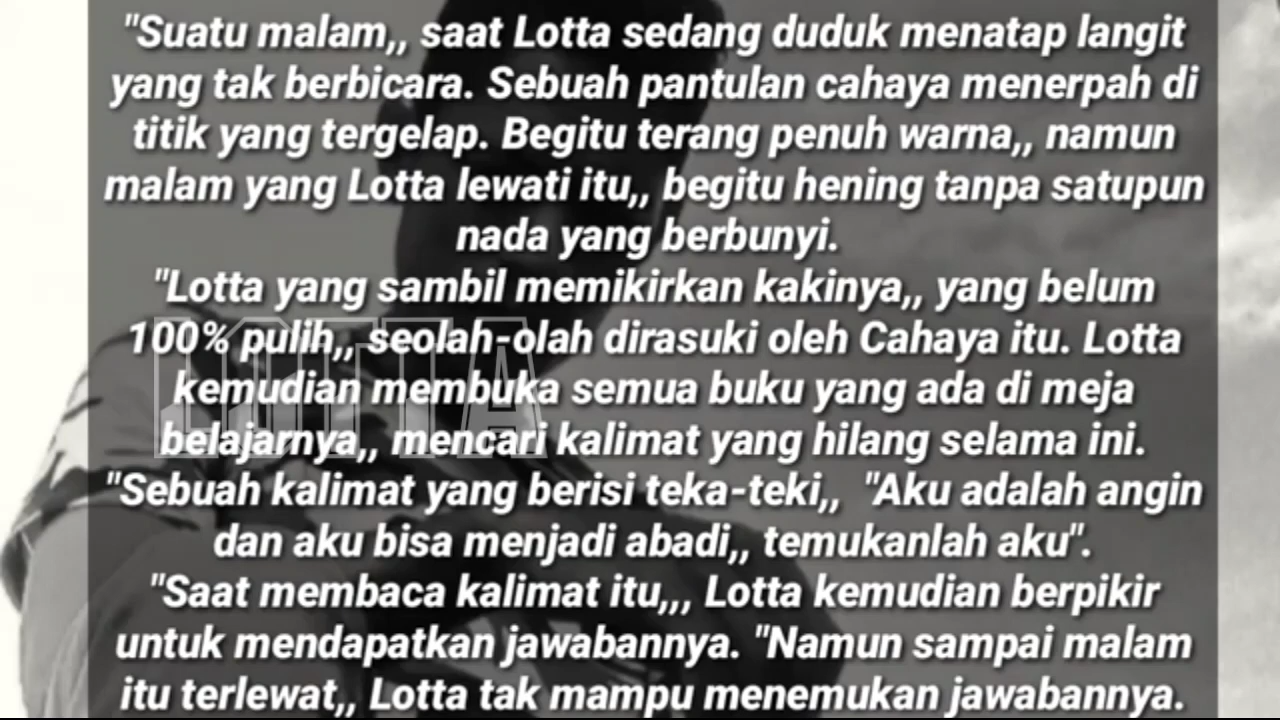 "Suatu malam,, saat Lotta sedang duduk menatap langit
yang tak berbicara. Sebuah pantulan cahaya menerpah di
titik yang tergelap. Begitu terang penuh warna,, namun
malam yang Lotta lewati itu,, begitu hening tanpa satupun
nada yang berbunyi.
"Lotta yang sambil memikirkan kakinya,, yang belum
100% pulih,, seolah-olah dirasuki oleh Cahaya itu. Lotta
kemudian membuka semua buku yang ada di meja
belajarnya,, mencari kalimat yang hilang selama ini.
"Sebuah kalimat yang berisi teka-teki,, "Aku adalah angin
dan aku bisa menjadi abadi,, temukanlah aku".
"Saat membaca kalimat itu,,, Lotta kemudian berpikir
untuk mendapatkan jawabannya. "Namun sampai malam
itu terlewat,, Lotta tak mampu menemukan jawabannya.
LOTTA